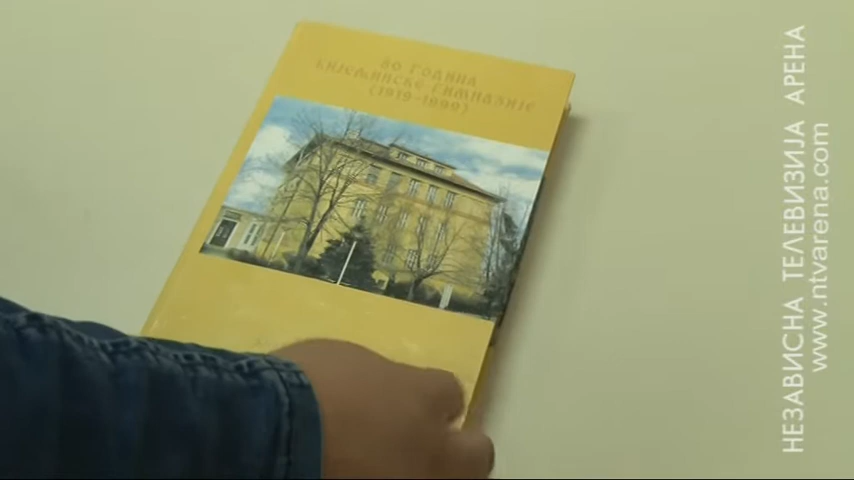 80 ГОДИНА
БИЈЕЉИНСКЕ ГИМНАЗИЈЕ
(1919-1999)
НЕЗАВИСНА ТЕЛЕВИЗИЈА АРЕНА
www.ntvarena.com